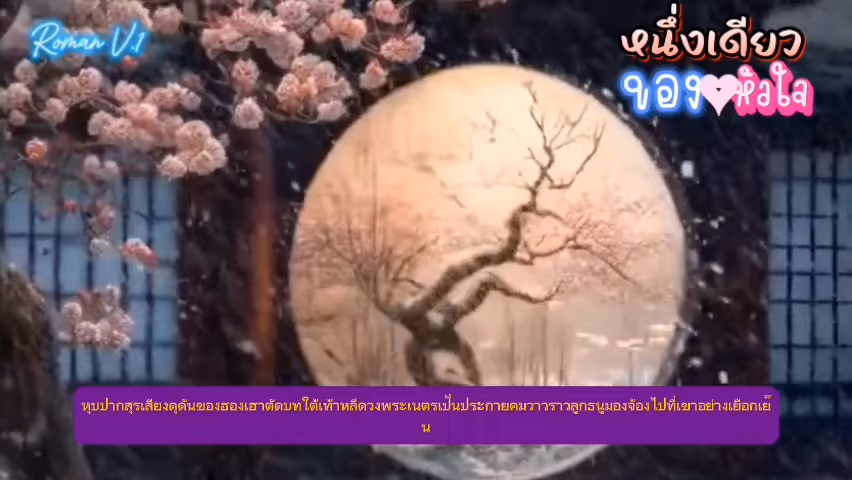 Roman V.1
หนึ่งเดียว
ของหัวใจ
หุบปากสุรเสียงดุดันของฮองเฮาตัดบทใต้เท้าหลีดวงพระเนตรเป็นประกายคมวาวราวลูกธนูมองจ้องไปที่เขาอย่างเยือกเย็
น